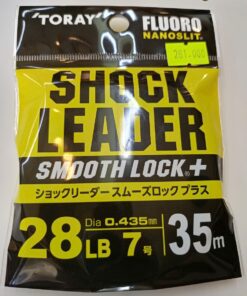 TORAY
FLUORO
NANOSLIT.
SHOCK
LEADER
SMOOTH LOCK®+
ショックリーダー スムーズロック プラス
Dia 0.435mm
28LB 7号 35m